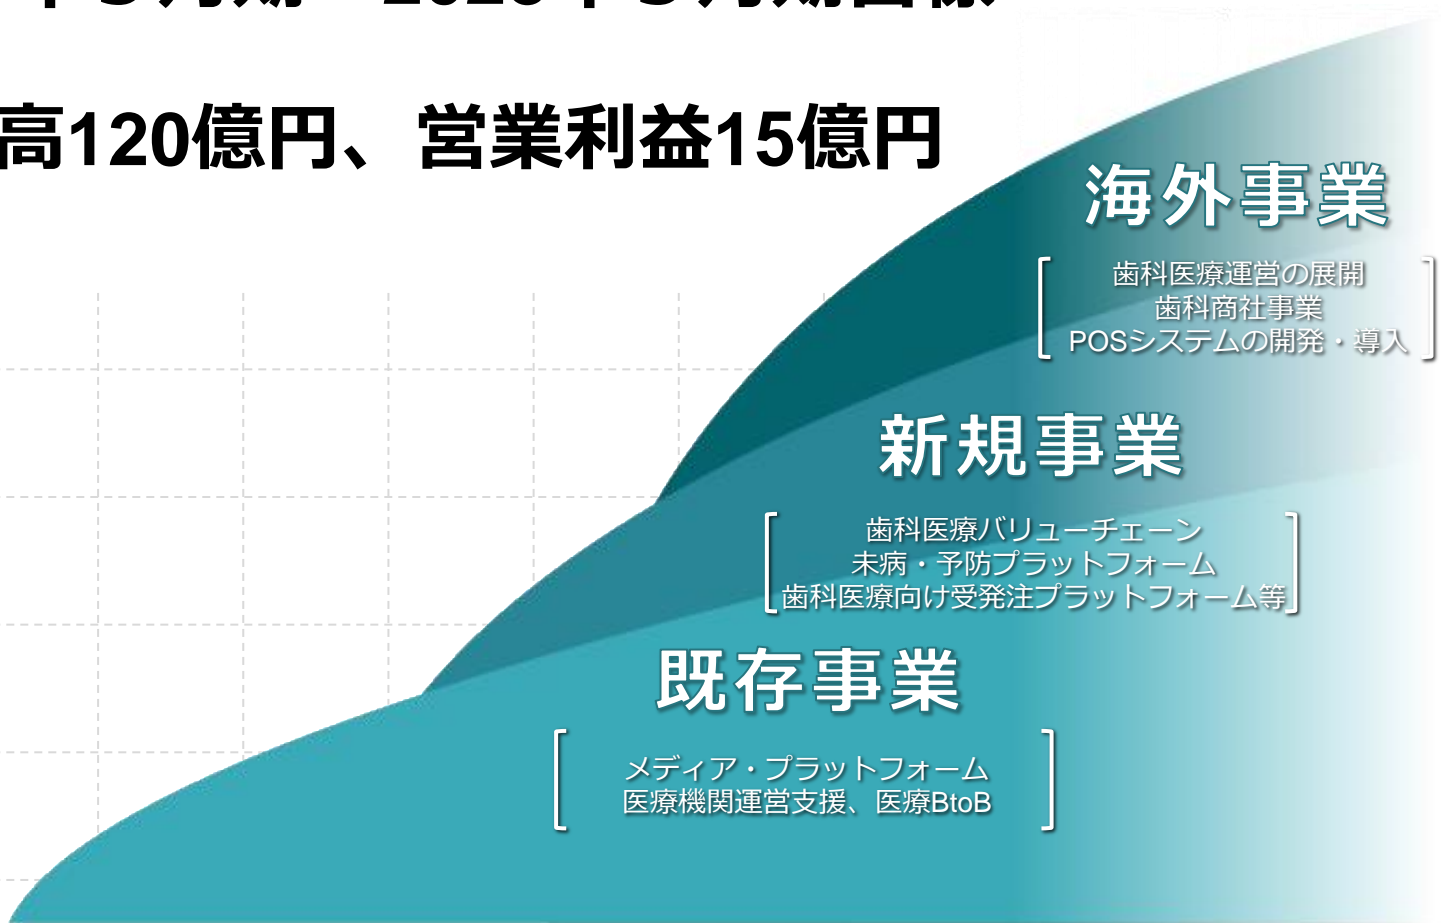 高120億円、営業利益15億円
海外事業
歯科医療運営の展開
歯科商社事業
POSシステムの開発・導入
新規事業
歯科医療バリューチェーン
未病・予防プラットフォーム
歯科医療向け受発注プラットフォーム等
既存事業
メディア・プラットフォーム
医療機関運営支援、医療BtoB